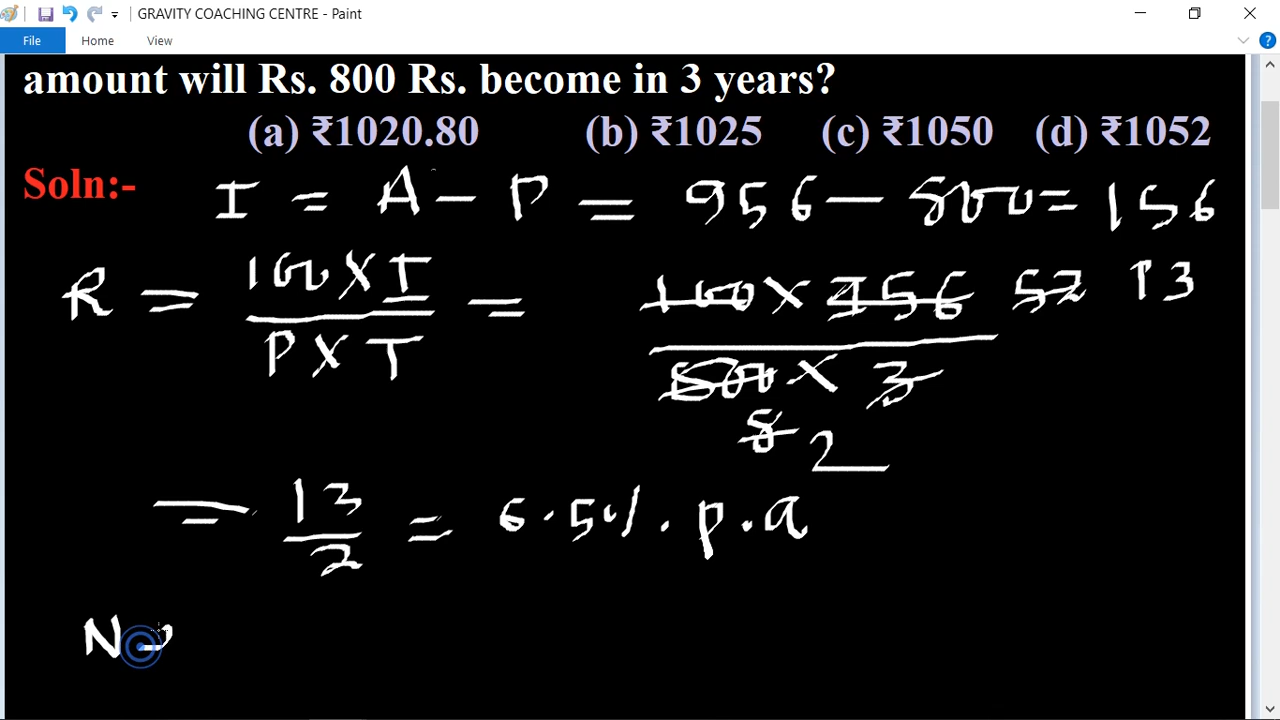 GRAVITY COACHING CENTRE - Paint
File Home View
amount will Rs. 800 Rs. become in 3 years?
(a) ₹1020.80 (b) ₹1025 (c) ₹1050 (d) ₹1052
Soln:- I = A - P = 956 - 800 = 156
R = 100 X I / P X T = 100 X 156 52 13 / 800 X 3
8 2
= 13/2 = 6.5% . p.a
No